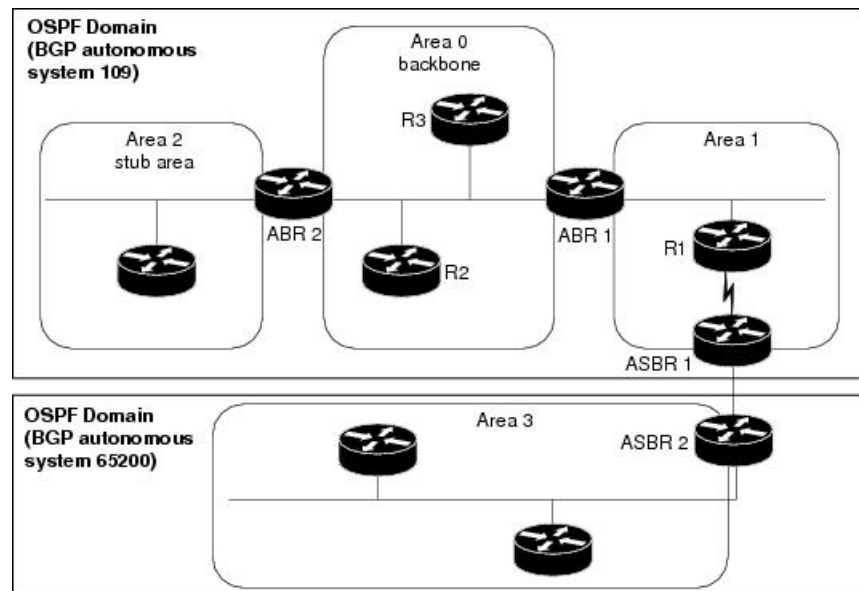 OSPF Domain
(BGP autonomous
system 109)
Area 0
backbone
R3
Area 2
stub area
Area 1
ABR 2
ABR 1
R1
R2
ASBR 1
OSPF Domain
(BGP autonomous
system 65200)
Area 3
ASBR 2